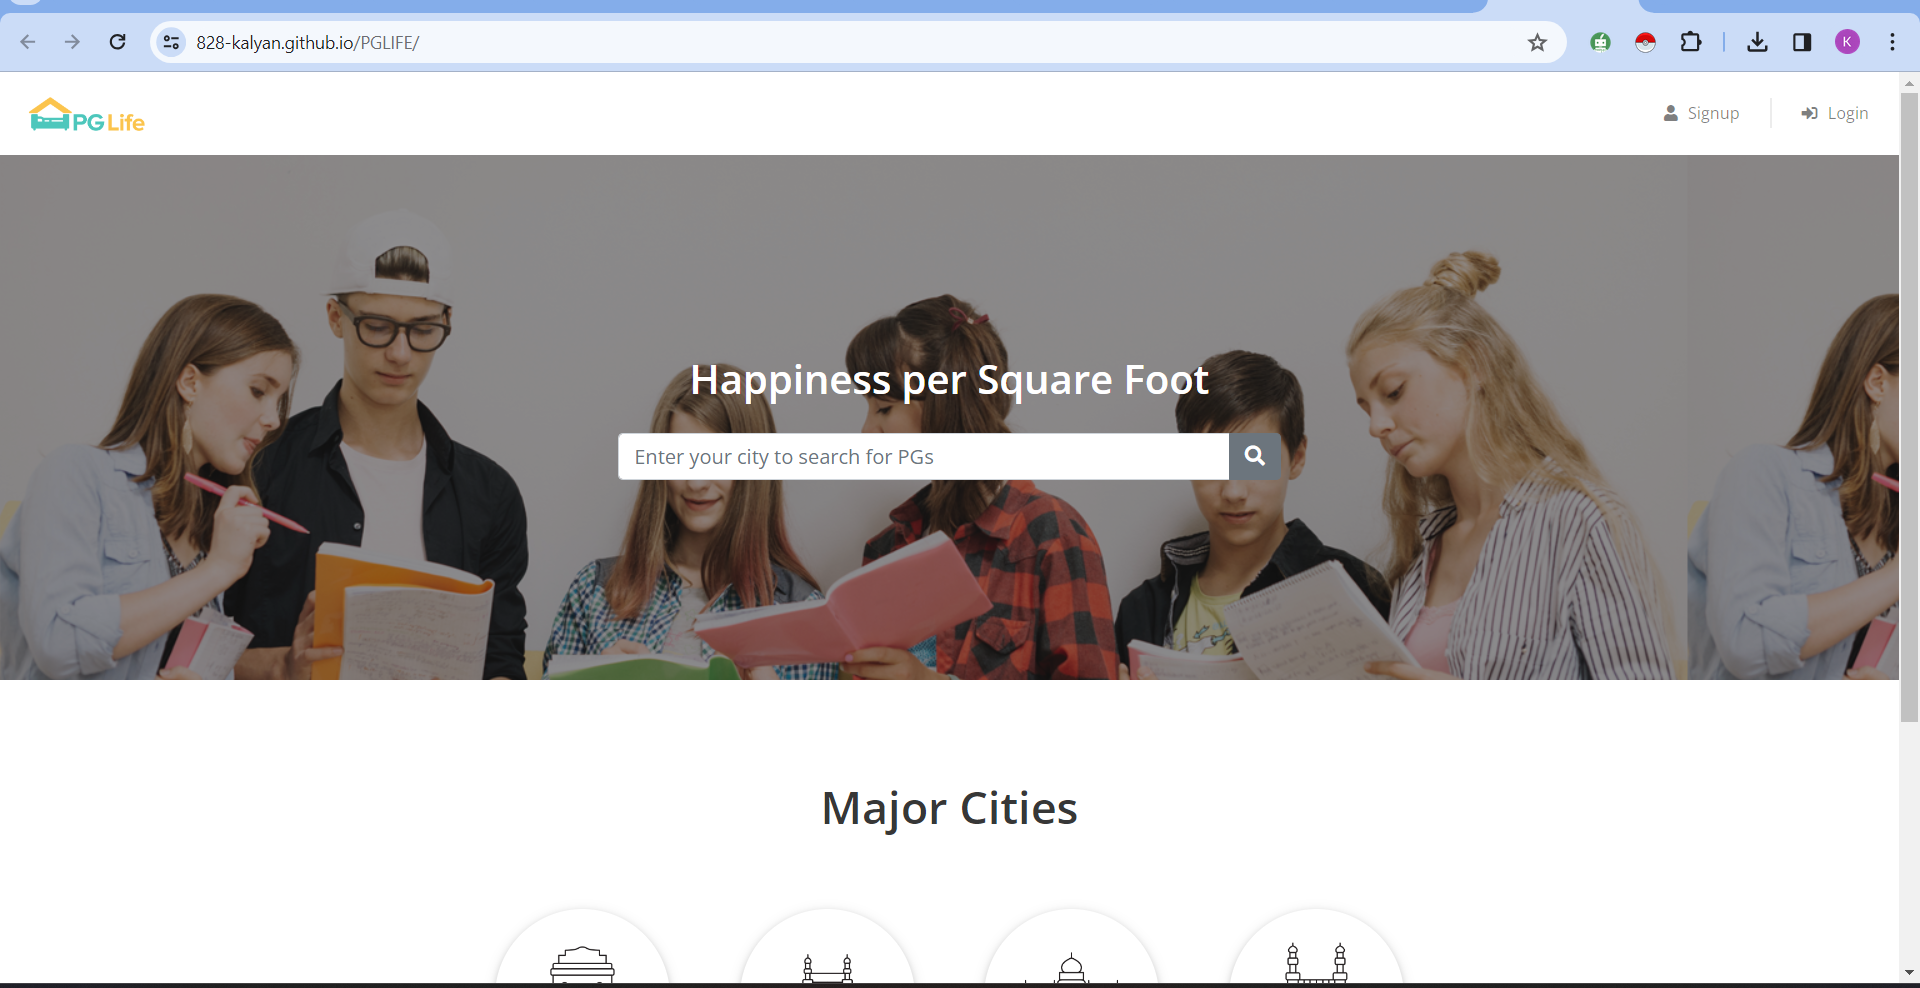 828-kalyan.github.io/PGLIFE/
K
PG Life
Signup
Login
Happiness per Square Foot
Enter your city to search for PGs
Major Cities